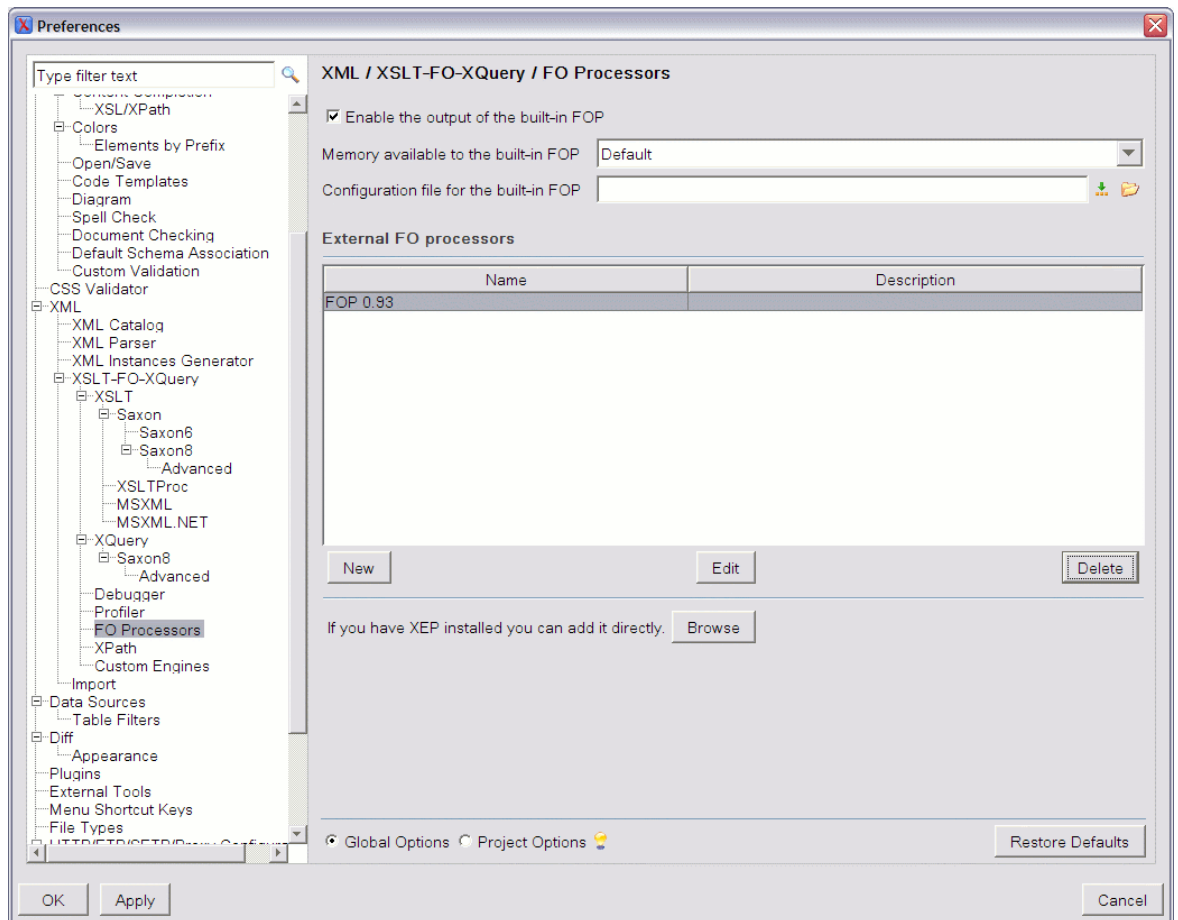 Preferences
Type filter text
Content Completion
XSL/XPath
Colors
Elements by Prefix
Open/Save
Code Templates
Diagram
Spell Check
Document Checking
Default Schema Association
Custom Validation
CSS Validator
XML
XML Catalog
XML Parser
XML Instances Generator
XSLT-FO-XQuery
XSLT
Saxon
Saxon6
Saxon8
Advanced
XSLTProc
MSXML
MSXML.NET
XQuery
Saxon8
Advanced
Debugger
Profiler
FO Processors
XPath
Custom Engines
Import
Data Sources
Table Filters
Diff
Appearance
Plugins
External Tools
Menu Shortcut Keys
File Types
XML / XSLT-FO-XQuery / FO Processors
Enable the output of the built-in FOP
Memory available to the built-in FOP Default
Configuration file for the built-in FOP
External FO processors
Name Description
FOP 0.93
New Edit Delete
If you have XEP installed you can add it directly. Browse
Global Options Project Options Restore Defaults
OK Apply Cancel